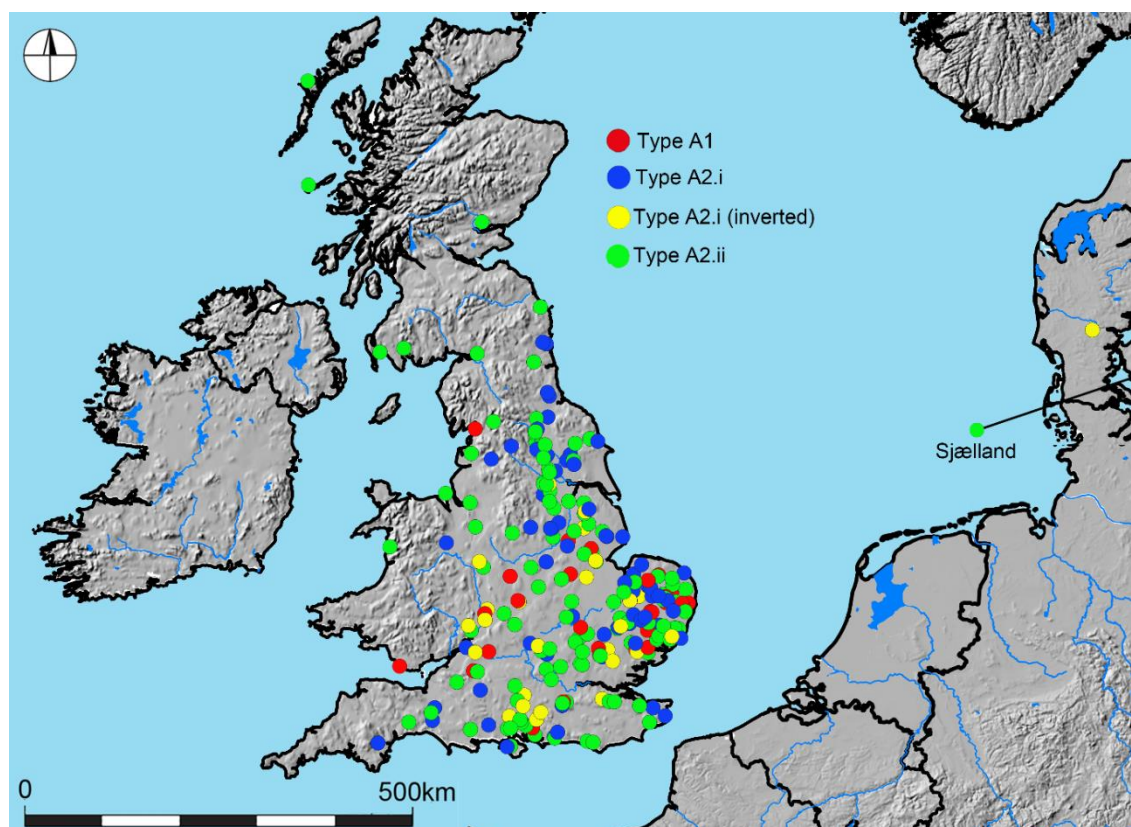 Type A1
Type A2.i
Type A2.i (inverted)
Type A2.ii
Sjælland
0
500km